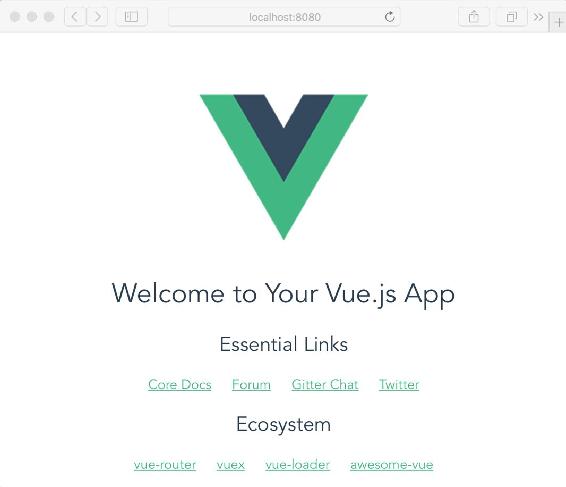 localhost:8080
Welcome to Your Vue.js App
Essential Links
Core Docs Forum Gitter Chat Twitter
Ecosystem
vue-router vuex vue-loader awesome-vue